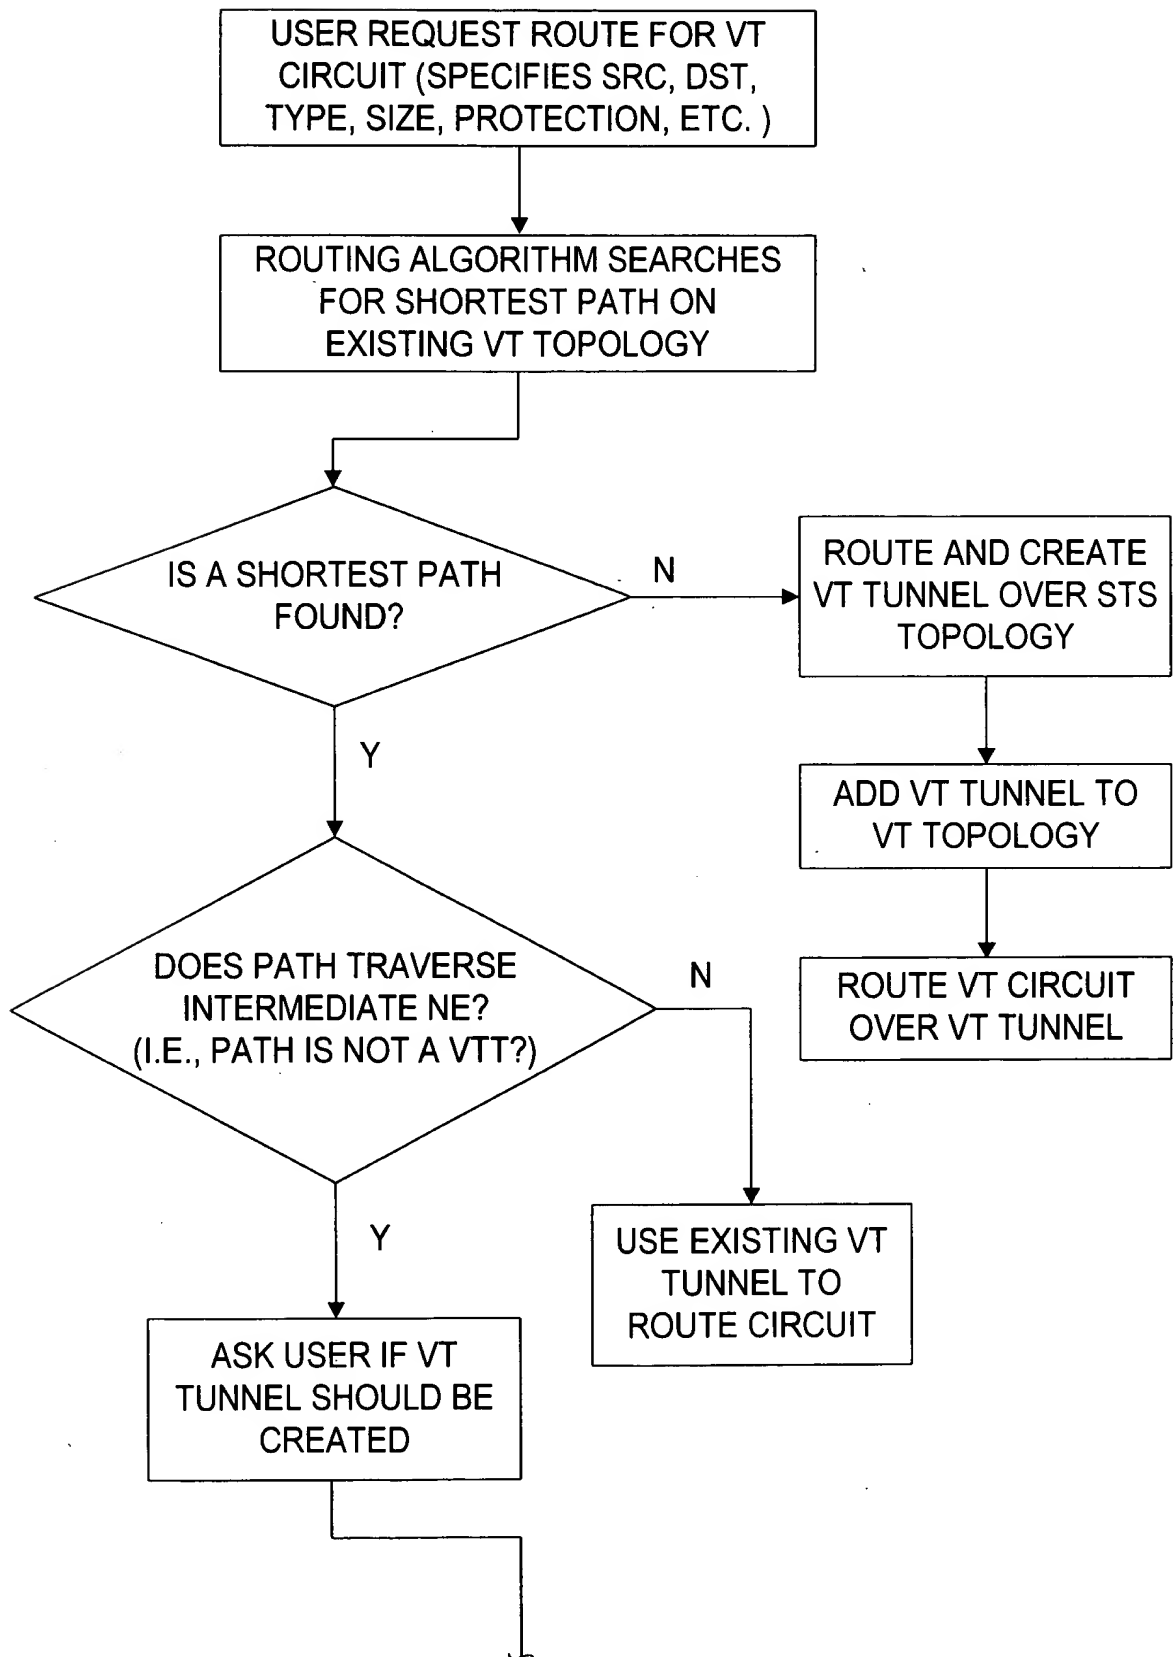 USER REQUEST ROUTE FOR VT
CIRCUIT (SPECIFIES SRC, DST,
TYPE, SIZE, PROTECTION, ETC. )
ROUTING ALGORITHM SEARCHES
FOR SHORTEST PATH ON
EXISTING VT TOPOLOGY
IS A SHORTEST PATH
FOUND?
N
ROUTE AND CREATE
VT TUNNEL OVER STS
TOPOLOGY
Y
ADD VT TUNNEL TO
VT TOPOLOGY
DOES PATH TRAVERSE
INTERMEDIATE NE?
(I.E., PATH IS NOT A VTT?)
N
ROUTE VT CIRCUIT
OVER VT TUNNEL
Y
USE EXISTING VT
TUNNEL TO
ROUTE CIRCUIT
ASK USER IF VT
TUNNEL SHOULD BE
CREATED